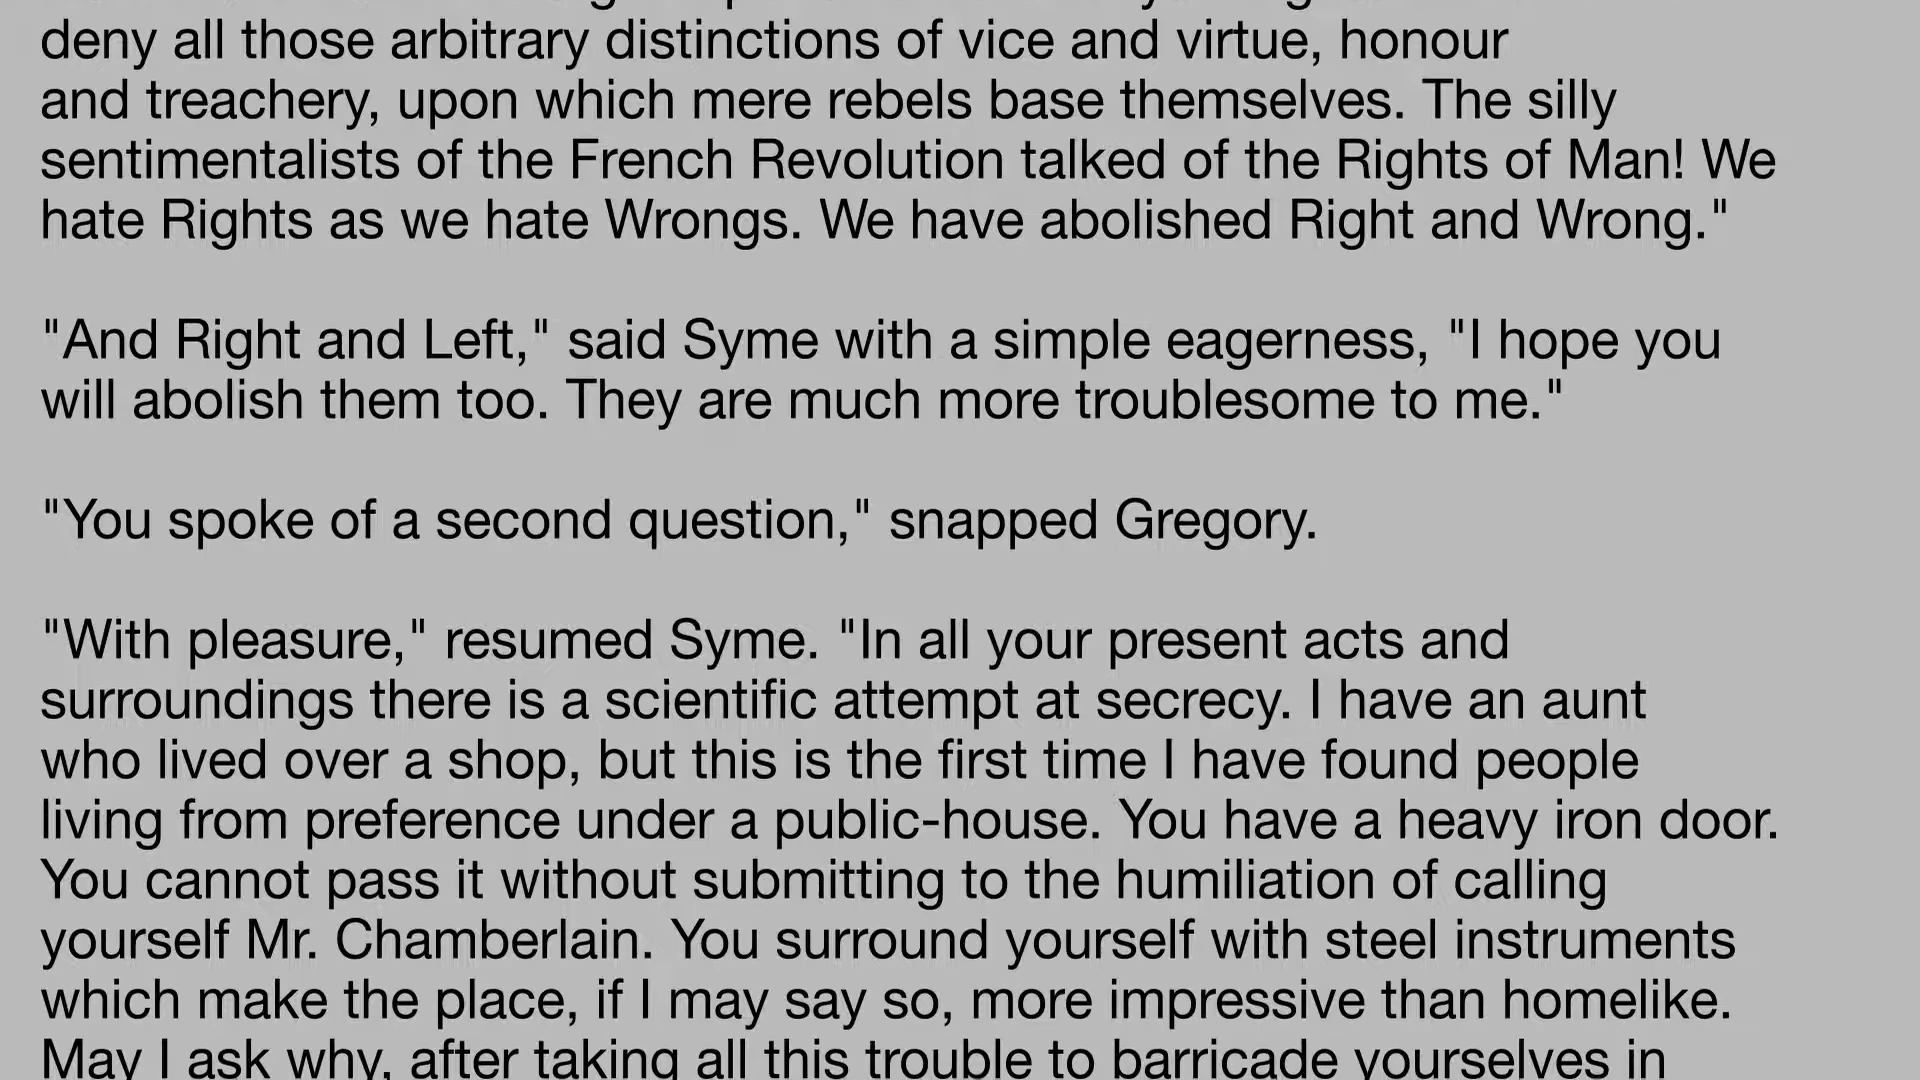 deny all those arbitrary distinctions of vice and virtue, honour
and treachery, upon which mere rebels base themselves. The silly
sentimentalists of the French Revolution talked of the Rights of Man! We
hate Rights as we hate Wrongs. We have abolished Right and Wrong."
"And Right and Left," said Syme with a simple eagerness, "I hope you
will abolish them too. They are much more troublesome to me."
"You spoke of a second question," snapped Gregory.
"With pleasure," resumed Syme. "In all your present acts and
surroundings there is a scientific attempt at secrecy. I have an aunt
who lived over a shop, but this is the first time I have found people
living from preference under a public-house. You have a heavy iron door.
You cannot pass it without submitting to the humiliation of calling
yourself Mr. Chamberlain. You surround yourself with steel instruments
which make the place, if I may say so, more impressive than homelike.
May I ask why, after taking all this trouble to barricade yourselves in